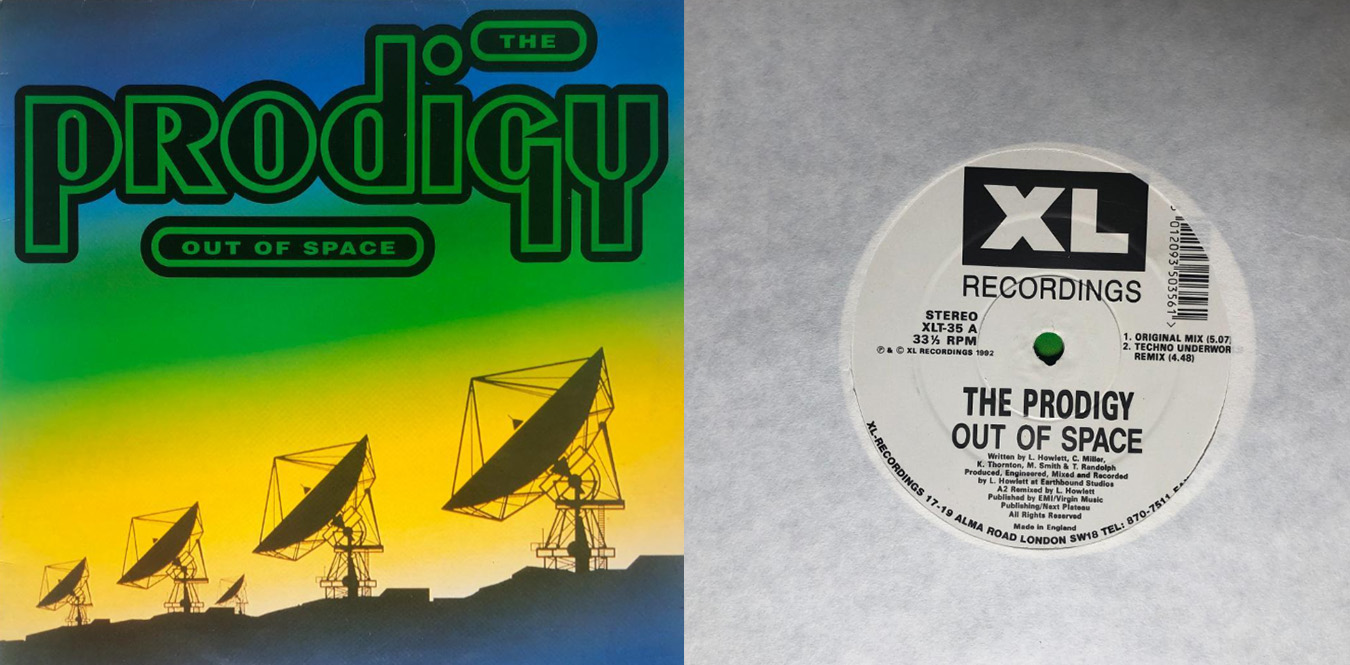 THE
PRODIGY
OUT OF SPACE
XL
RECORDINGS
5 012093 503561 >
STEREO
XLT-35 A
33⅓ RPM
℗ & © XL RECORDINGS 1992
1. ORIGINAL MIX (5.07)
2. TECHNO UNDERWOR
REMIX (4.48)
THE PRODIGY
OUT OF SPACE
Written by L. Howlett, C. Miller,
K. Thornton, M. Smith & T. Randolph
Produced, Engineered, Mixed and Recorded
by L. Howlett at Earthbound Studios
A2 Remixed by L. Howlett
Published by EMI/Virgin Music
Publishing/Next Plateau
All Rights Reserved
Made in England
XL-RECORDINGS 17-19 ALMA ROAD LONDON SW18 TEL: 870-7511